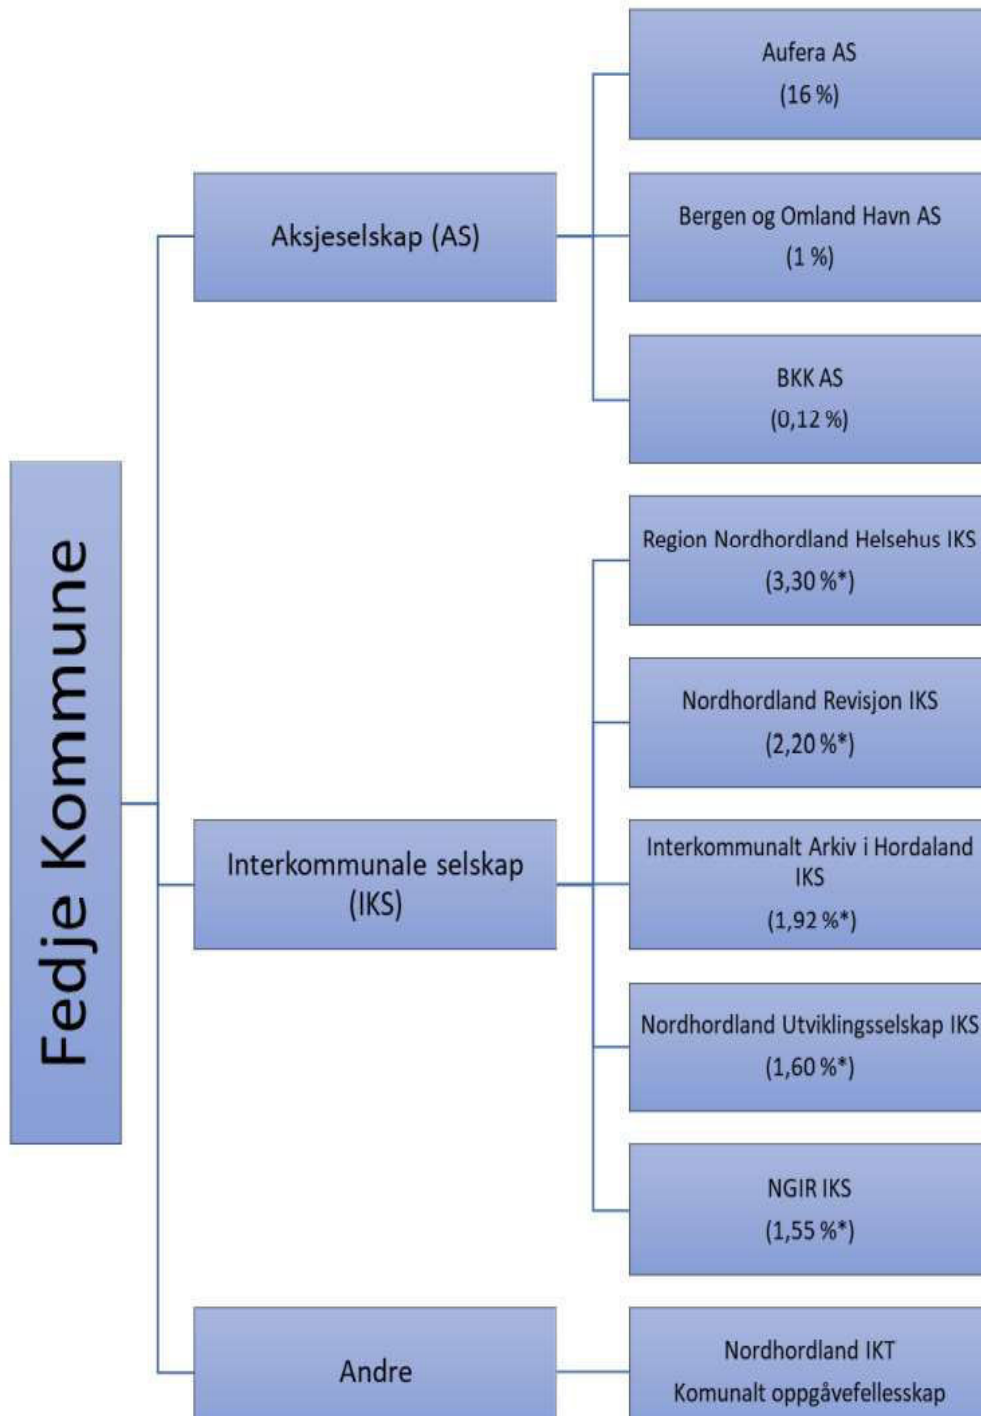 Fedje Kommune
Aksjeselskap (AS)
Aufera AS
(16 %)
Bergen og Omland Havn AS
(1 %)
BKK AS
(0,12 %)
Interkommunale selskap
(IKS)
Region Nordhordland Helsehus IKS
(3,30 %*)
Nordhordland Revisjon IKS
(2,20 %*)
Interkommunalt Arkiv i Hordaland
IKS
(1,92 %*)
Nordhordland Utviklingsselskap IKS
(1,60 %*)
NGIR IKS
(1,55 %*)
Andre
Nordhordland IKT
Komunalt oppgåvefellesskap